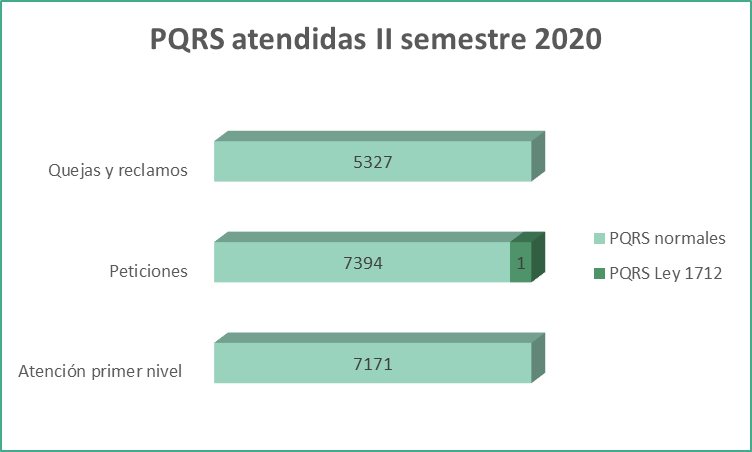 PQRS atendidas II semestre 2020
Quejas y reclamos
5327
Peticiones
7394
1
Atención primer nivel
7171
PQRS normales
PQRS Ley 1712